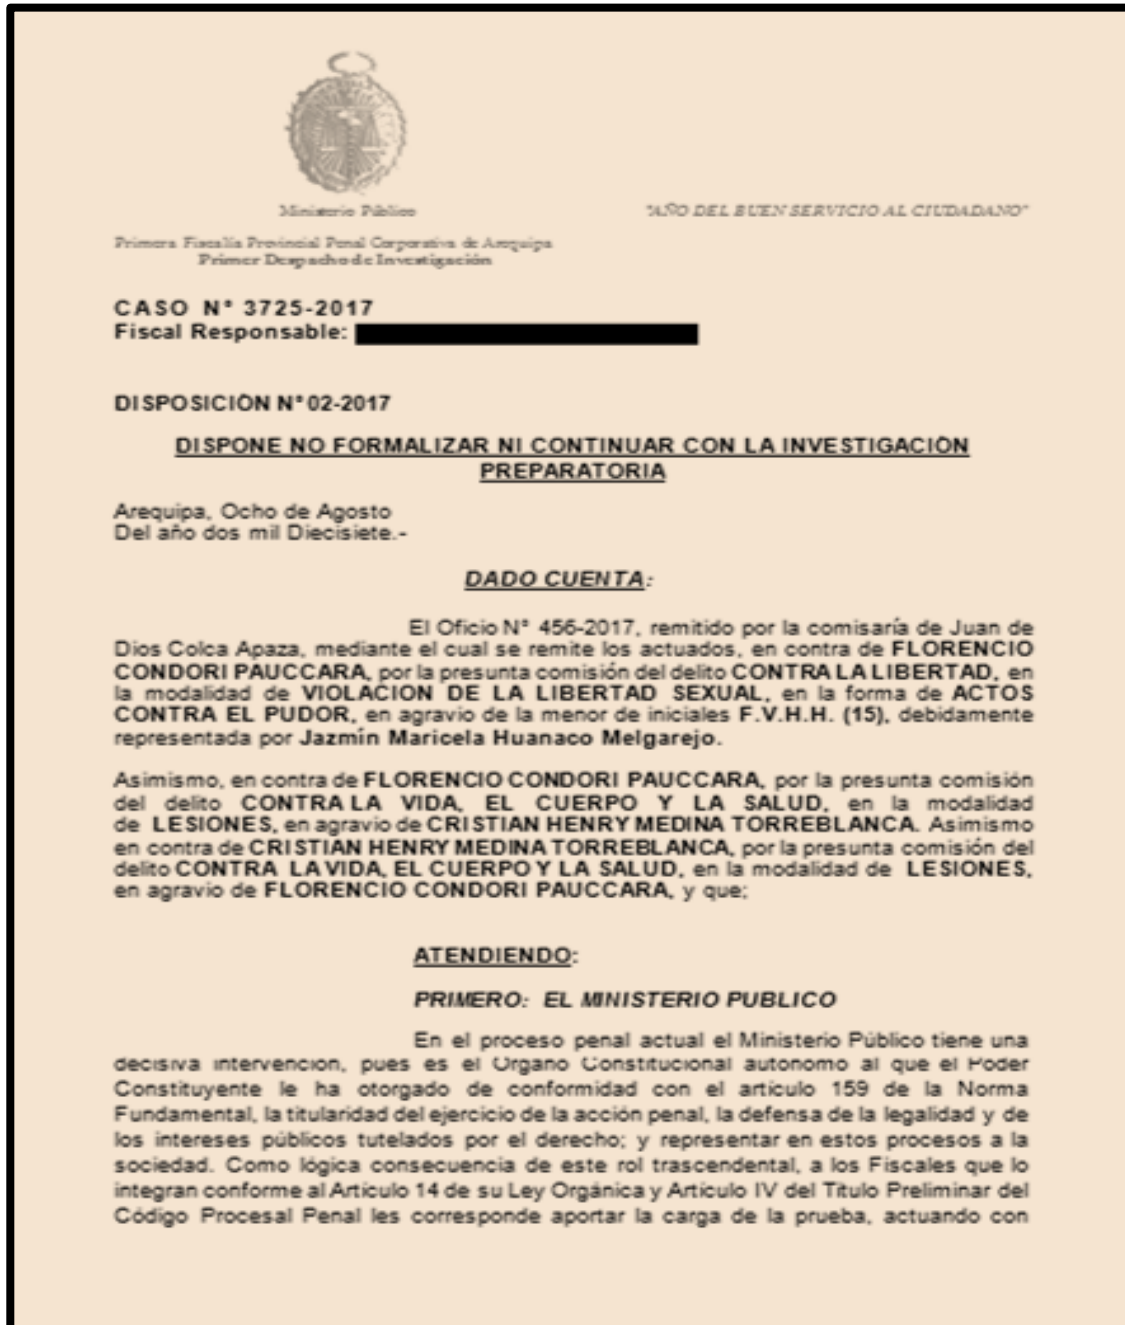 Ministerio Público
"AÑO DEL BUEN SERVICIO AL CIUDADANO"
Primera Fiscalía Provincial Penal Corporativa de Arequipa
Primer Despacho de Investigación
CASO N° 3725-2017
Fiscal Responsable:
DISPOSICIÓN N° 02-2017
DISPONE NO FORMALIZAR NI CONTINUAR CON LA INVESTIGACIÓN
PREPARATORIA
Arequipa, Ocho de Agosto
Del año dos mil Diecisiete.-
DADO CUENTA:
El Oficio N° 456-2017, remitido por la comisaría de Juan de
Dios Colca Apaza, mediante el cual se remite los actuados, en contra de FLORENCIO
CONDORI PAUCCARA, por la presunta comisión del delito CONTRA LA LIBERTAD, en
la modalidad de VIOLACION DE LA LIBERTAD SEXUAL, en la forma de ACTOS
CONTRA EL PUDOR, en agravio de la menor de iniciales F.V.H.H. (15), debidamente
representada por Jazmín Maricela Huanaco Melgarejo.
Asimismo, en contra de FLORENCIO CONDORI PAUCCARA, por la presunta comisión
del delito CONTRA LA VIDA, EL CUERPO Y LA SALUD, en la modalidad
de LESIONES, en agravio de CRISTIAN HENRY MEDINA TORREBLANCA. Asimismo
en contra de CRISTIAN HENRY MEDINA TORREBLANCA, por la presunta comisión del
delito CONTRA LA VIDA, EL CUERPO Y LA SALUD, en la modalidad de LESIONES,
en agravio de FLORENCIO CONDORI PAUCCARA, y que;
ATENDIENDO:
PRIMERO: EL MINISTERIO PUBLICO
En el proceso penal actual el Ministerio Público tiene una
decisiva intervención, pues es el Órgano Constitucional autónomo al que el Poder
Constituyente le ha otorgado de conformidad con el artículo 159 de la Norma
Fundamental, la titularidad del ejercicio de la acción penal, la defensa de la legalidad y de
los intereses públicos tutelados por el derecho; y representar en estos procesos a la
sociedad. Como lógica consecuencia de este rol trascendental, a los Fiscales que lo
integran conforme al Artículo 14 de su Ley Orgánica y Artículo IV del Título Preliminar del
Código Procesal Penal les corresponde aportar la carga de la prueba, actuando con